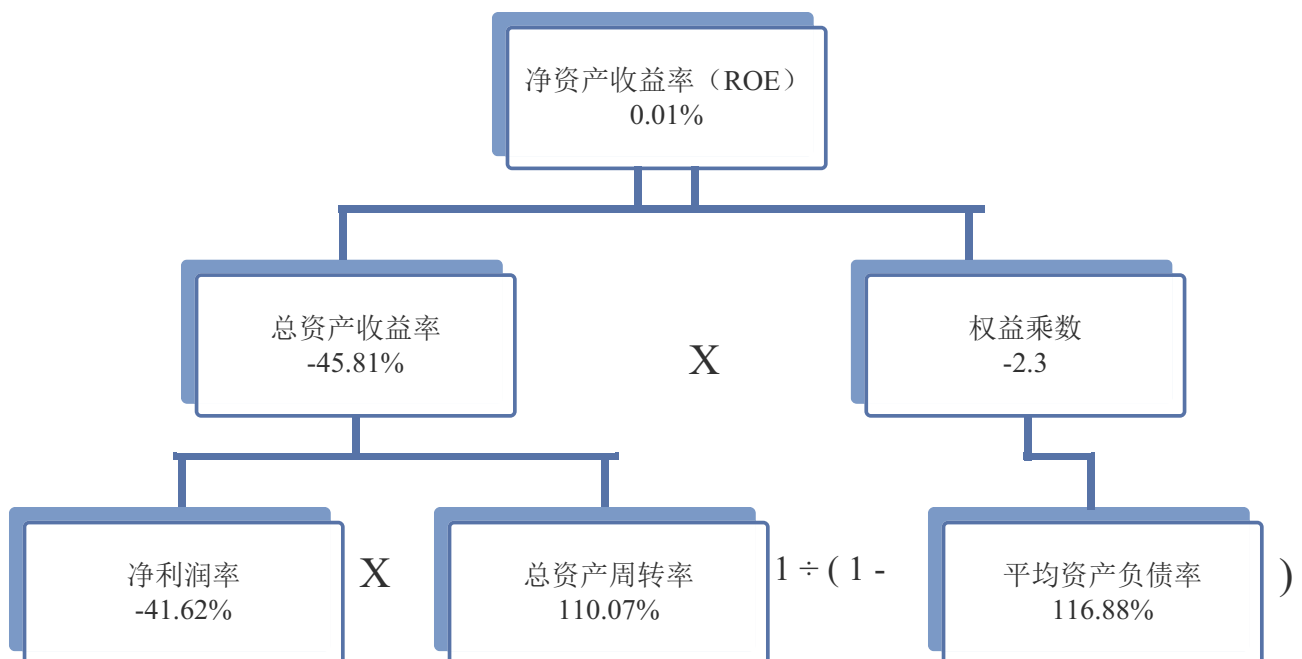 净资产收益率（ROE）
0.01%
总资产收益率
-45.81%
X
权益乘数
-2.3
净利润率
-41.62%
X
总资产周转率
110.07%
1 ÷ ( 1 -
平均资产负债率
116.88%
)